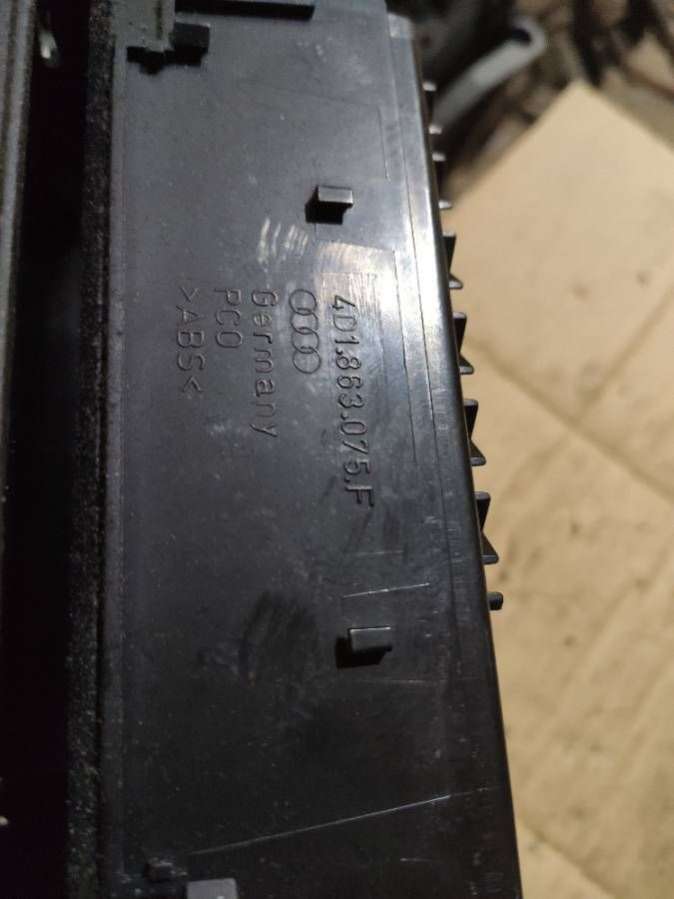 4D1.863.075.F
Germany
PCO
>ABS<